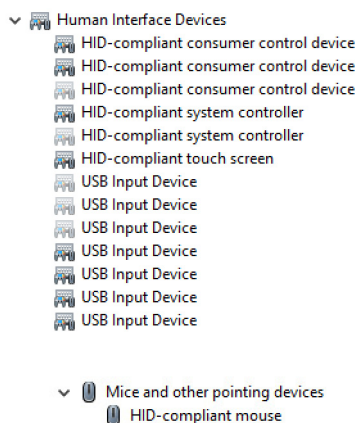 Human Interface Devices
HID-compliant consumer control device
HID-compliant consumer control device
HID-compliant consumer control device
HID-compliant system controller
HID-compliant system controller
HID-compliant touch screen
USB Input Device
USB Input Device
USB Input Device
USB Input Device
USB Input Device
USB Input Device
USB Input Device
Mice and other pointing devices
HID-compliant mouse